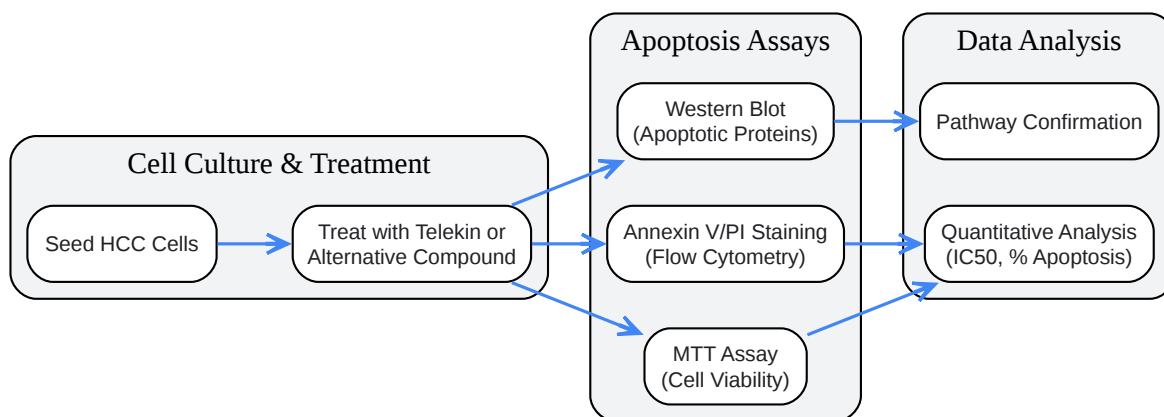 Cell Culture & Treatment
Seed HCC Cells
Treat with Telekin or
Alternative Compound
Apoptosis Assays
Western Blot
(Apoptotic Proteins)
Annexin V/PI Staining
(Flow Cytometry)
MTT Assay
(Cell Viability)
Data Analysis
Pathway Confirmation
Quantitative Analysis
(IC50, % Apoptosis)